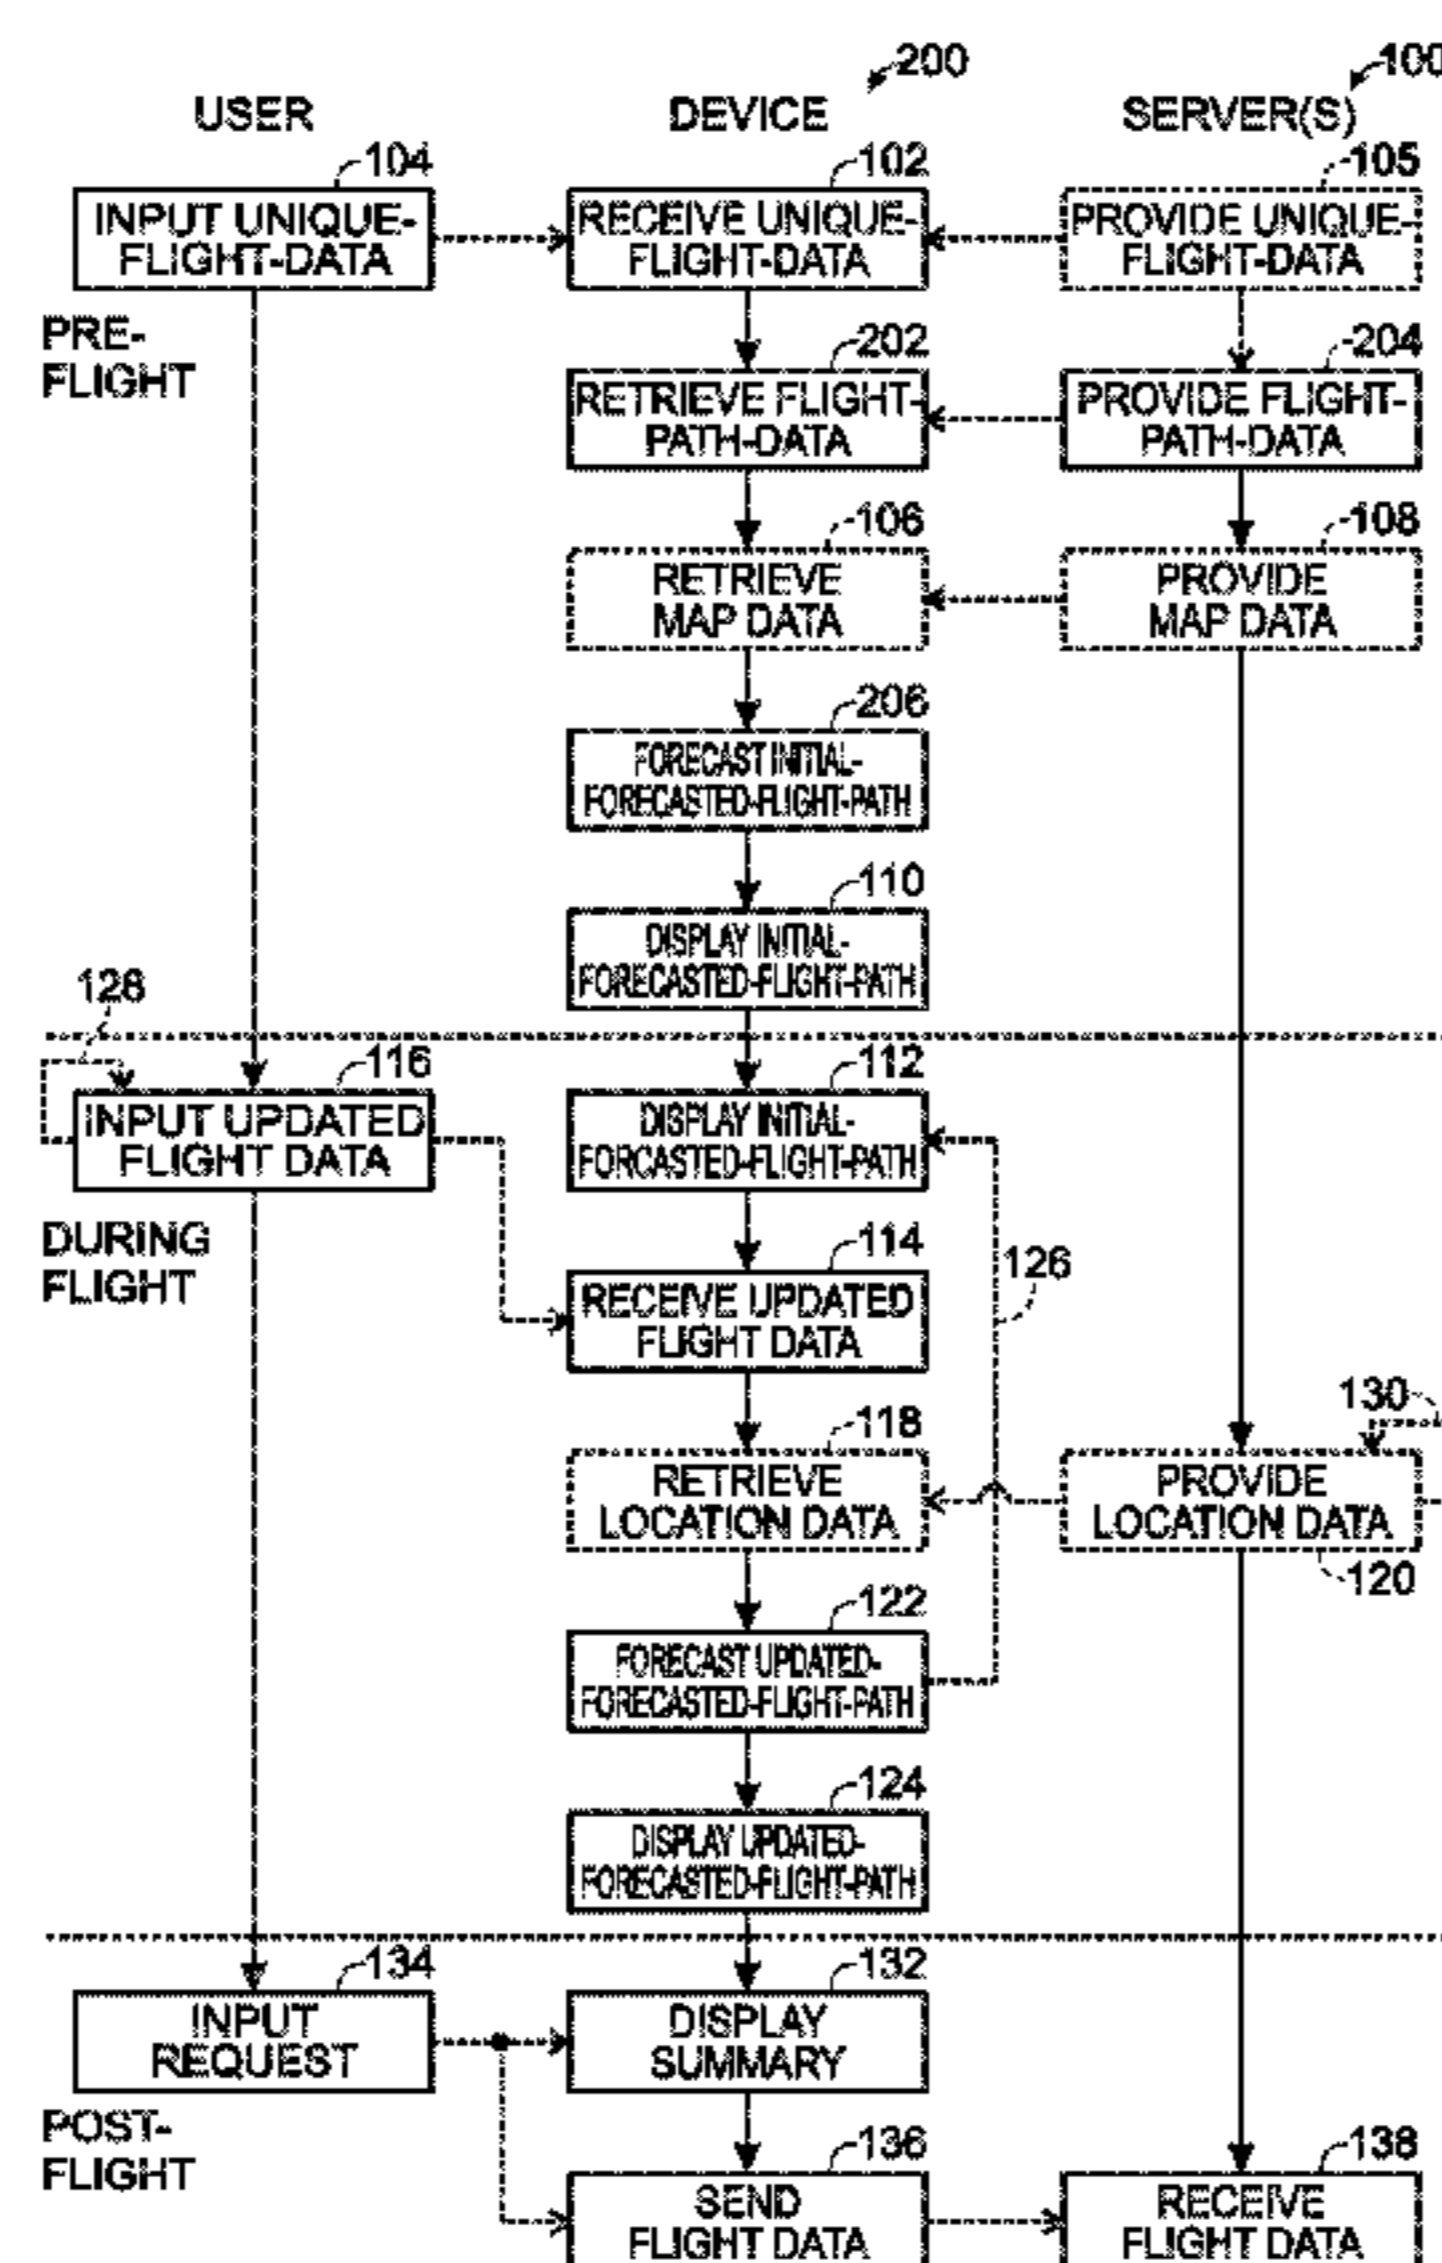 200
100
USER
DEVICE
SERVER(S)
104
102
105
INPUT UNIQUE-
FLIGHT-DATA
RECEIVE UNIQUE-
FLIGHT-DATA
PROVIDE UNIQUE-
FLIGHT-DATA
PRE-
FLIGHT
202
204
RETRIEVE FLIGHT-
PATH-DATA
PROVIDE FLIGHT-
PATH-DATA
106
108
RETRIEVE
MAP DATA
PROVIDE
MAP DATA
206
FORECAST INITIAL-
FORECASTED-FLIGHT-PATH
110
DISPLAY INITIAL-
FORECASTED-FLIGHT-PATH
128
116
112
INPUT UPDATED
FLIGHT DATA
DISPLAY INITIAL-
FORCASTED-FLIGHT-PATH
DURING
FLIGHT
114
126
RECEIVE UPDATED
FLIGHT DATA
118
130
RETRIEVE
LOCATION DATA
PROVIDE
LOCATION DATA
120
122
FORECAST UPDATED-
FORECASTED-FLIGHT-PATH
124
DISPLAY UPDATED-
FORECASTED-FLIGHT-PATH
134
132
INPUT
REQUEST
DISPLAY
SUMMARY
POST-
FLIGHT
136
138
SEND
FLIGHT DATA
RECEIVE
FLIGHT DATA